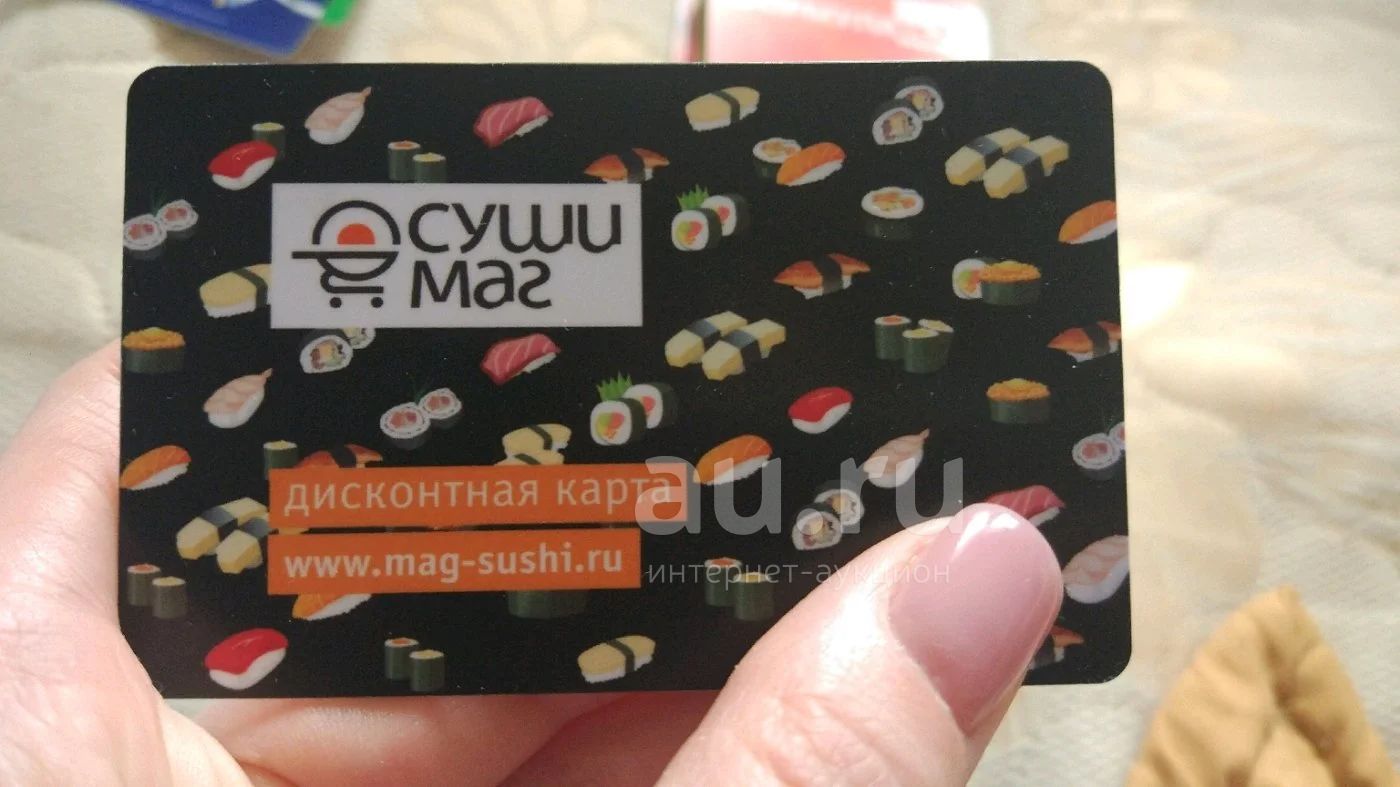 суши
маг
дисконтная карта
www.mag-sushi.ru
au.ru
интернет-аукцион